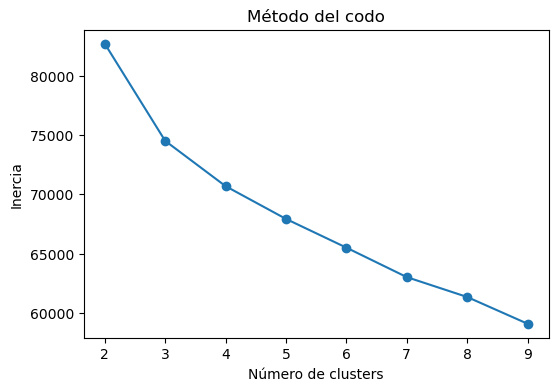 Método del codo
Inercia
80000
75000
70000
65000
60000
2 3 4 5 6 7 8 9
Número de clusters